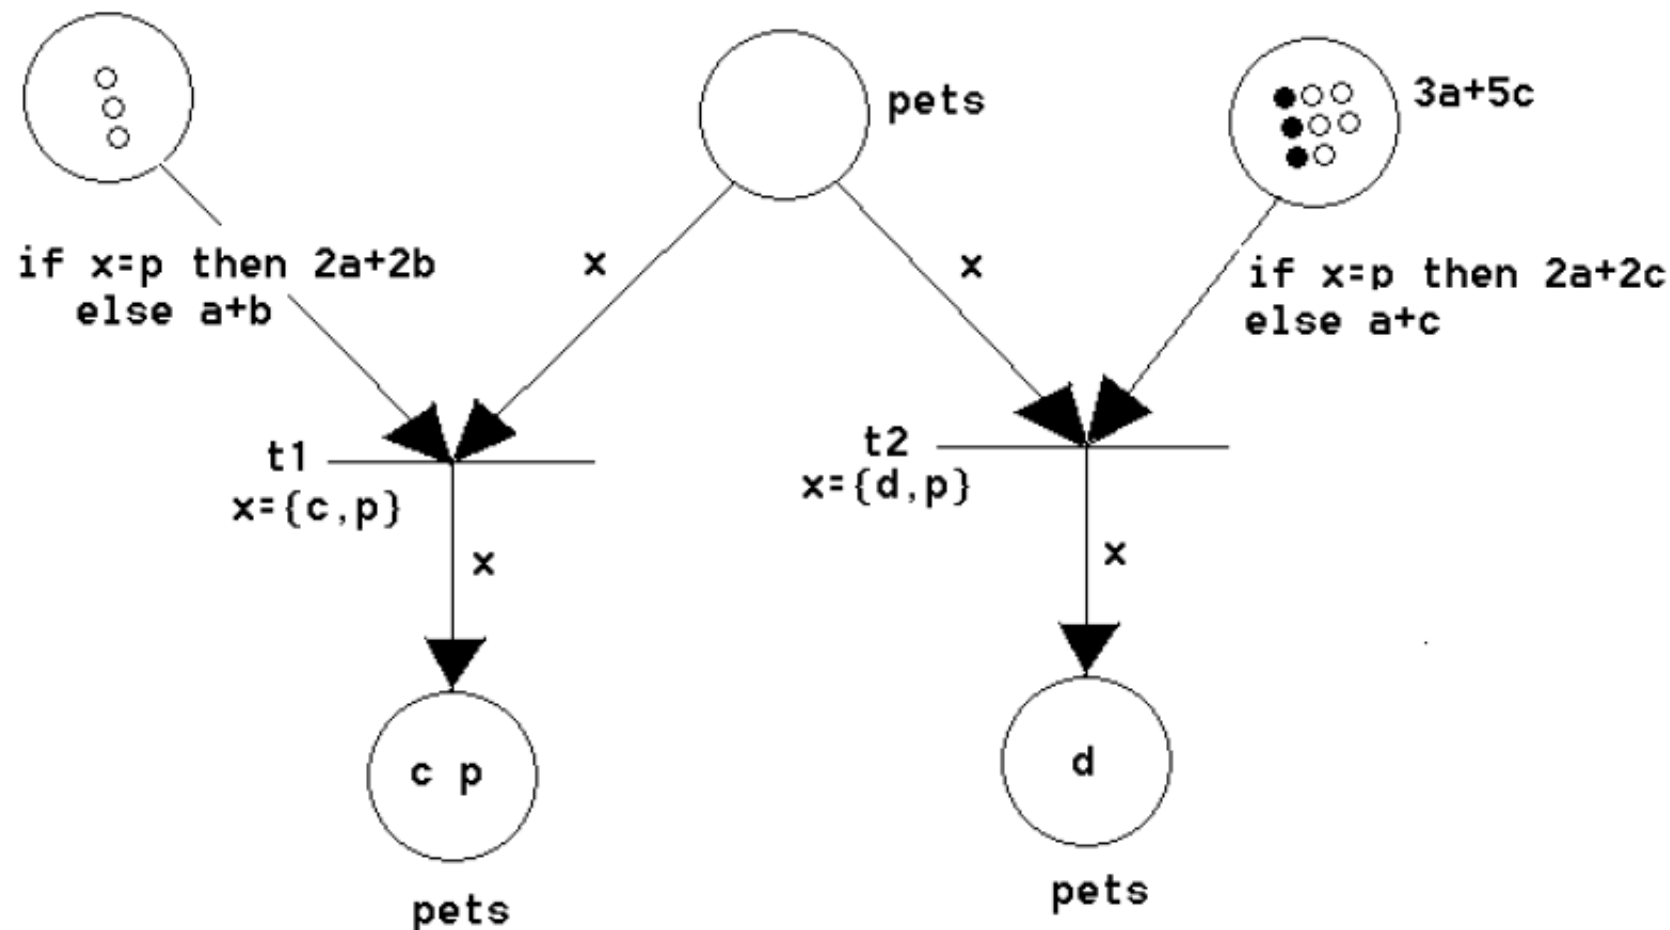 pets
3a+5c
if x=p then 2a+2b
else a+b
x
x
if x=p then 2a+2c
else a+c
t1
x={c,p}
t2
x={d,p}
x
x
c p
d
pets
pets